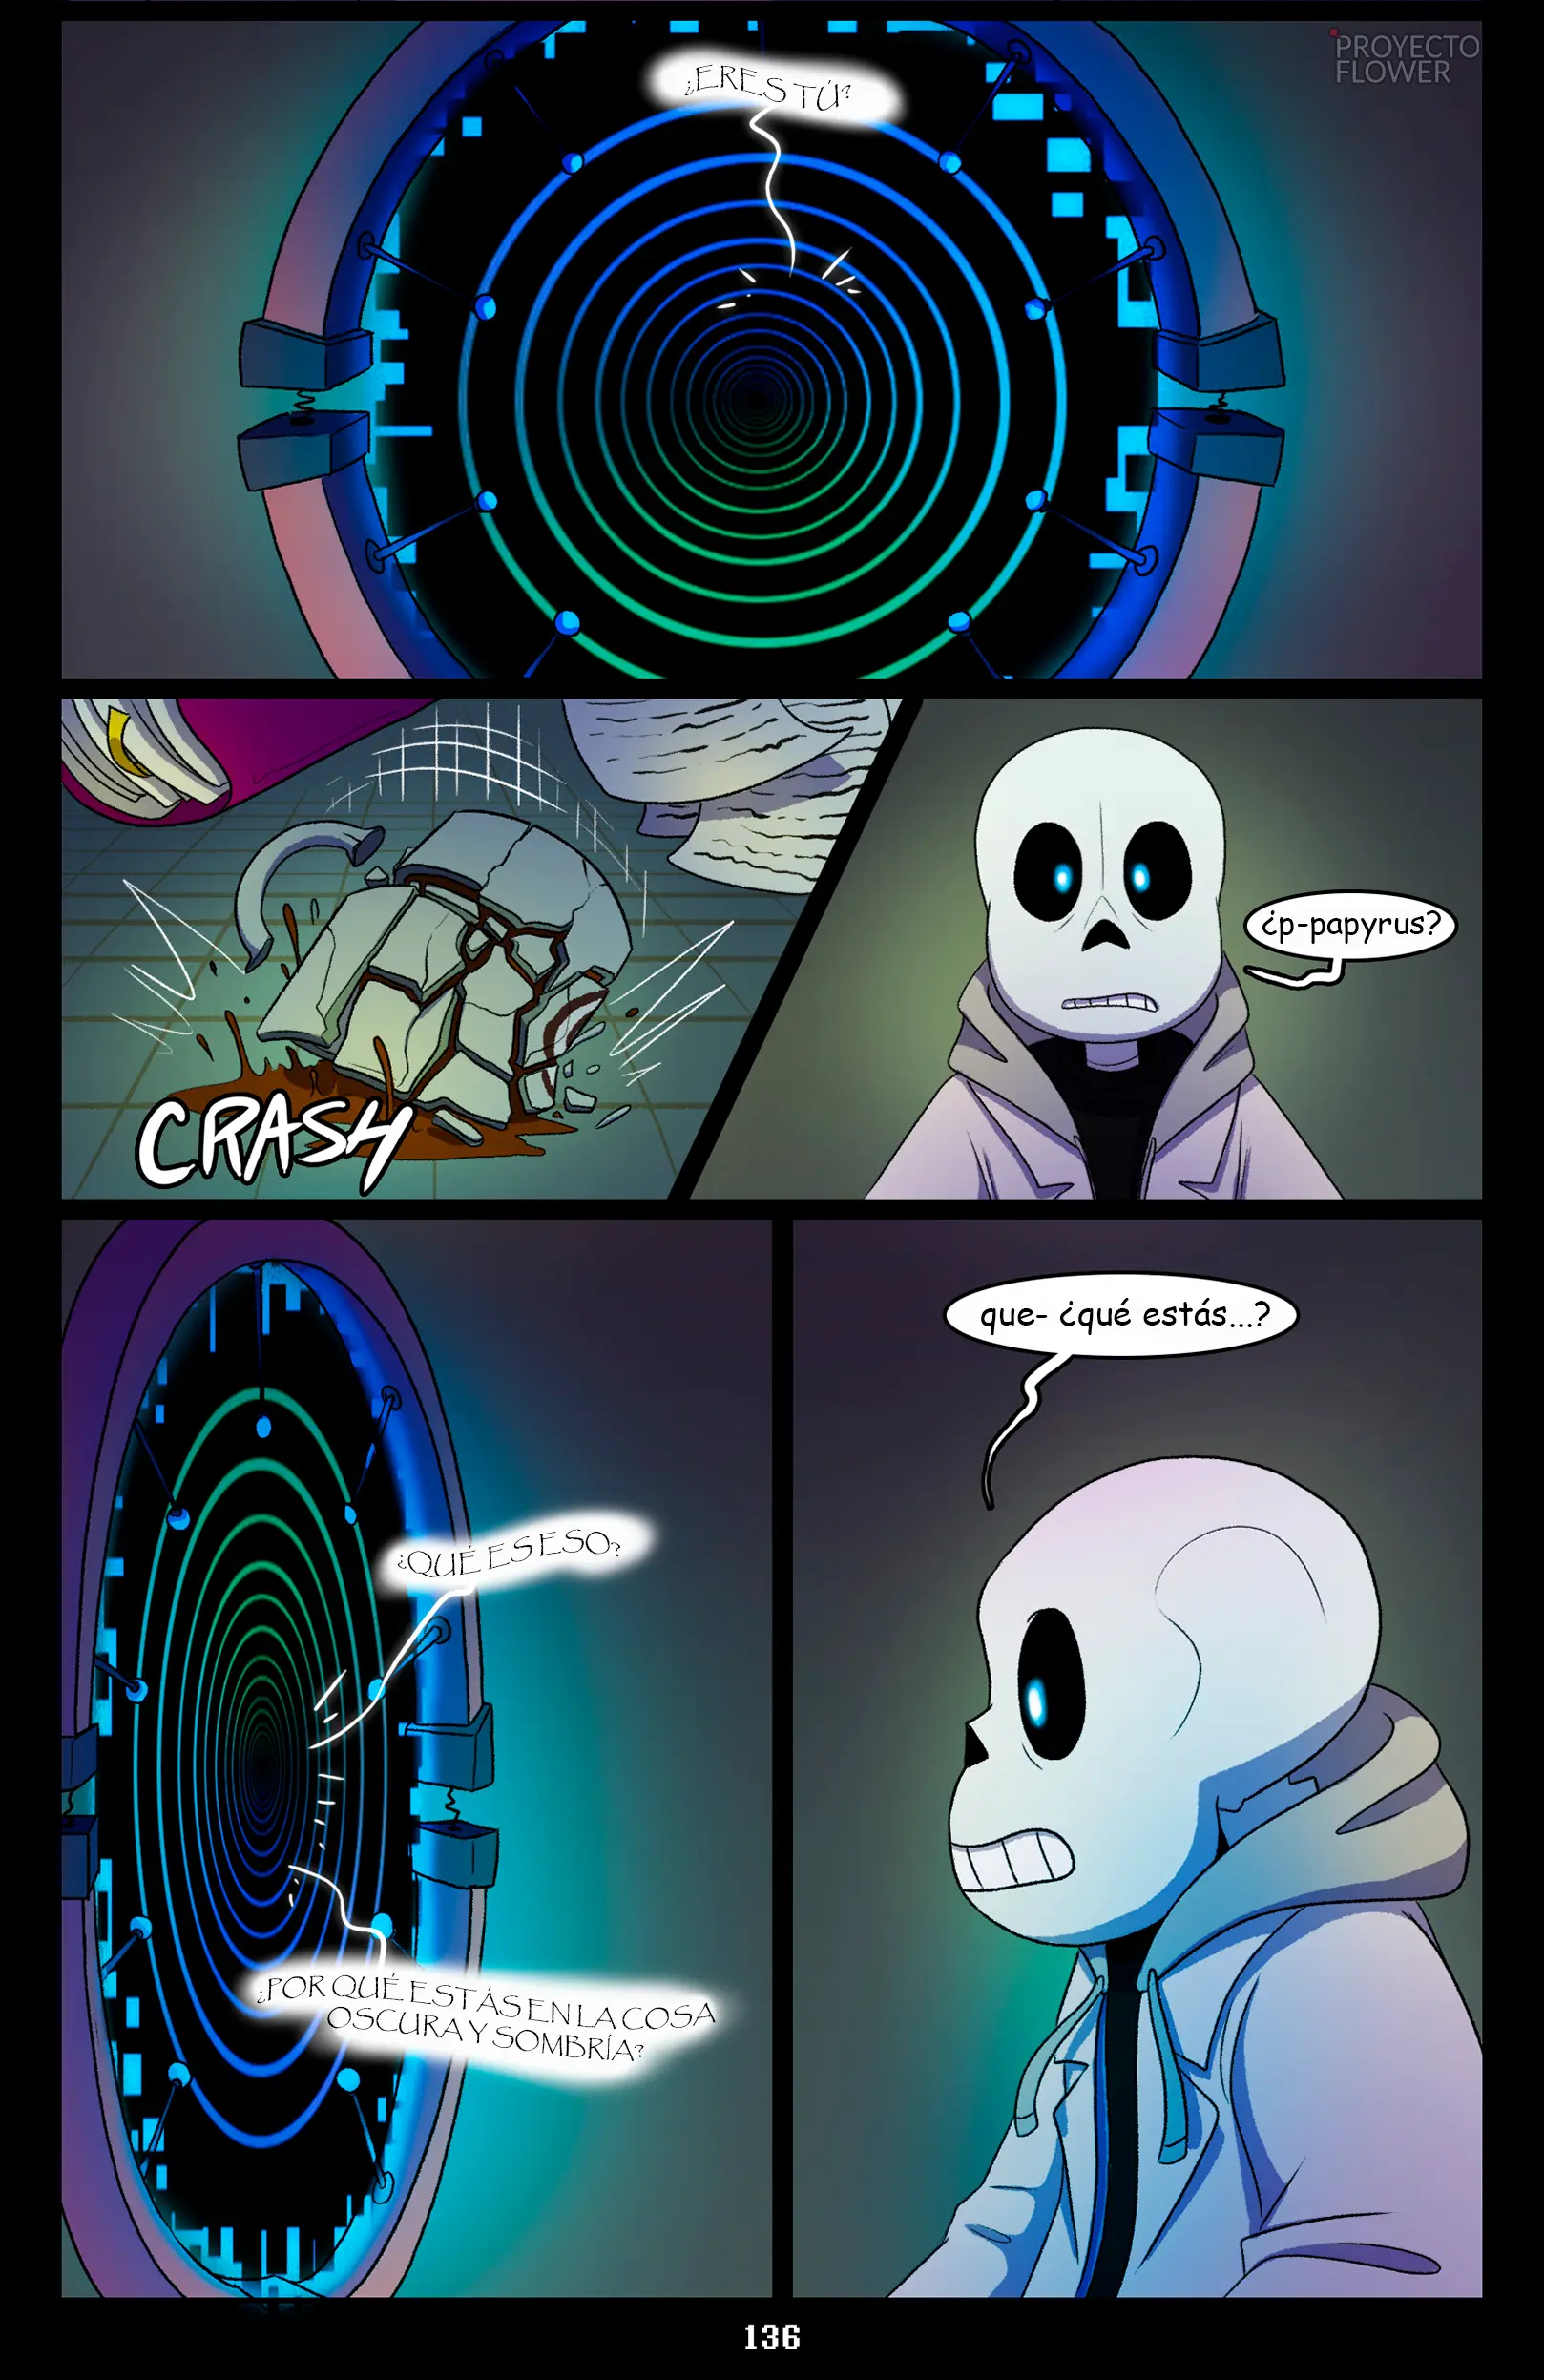 PROYECTO
FLOWER
¿ERES TÚ?
CRASH
¿p-papyrus?
¿QUÉ ES ESO?
¿POR QUÉ ESTÁS EN LA COSA
OSCURA Y SOMBRÍA?
que- ¿qué estás...?
136